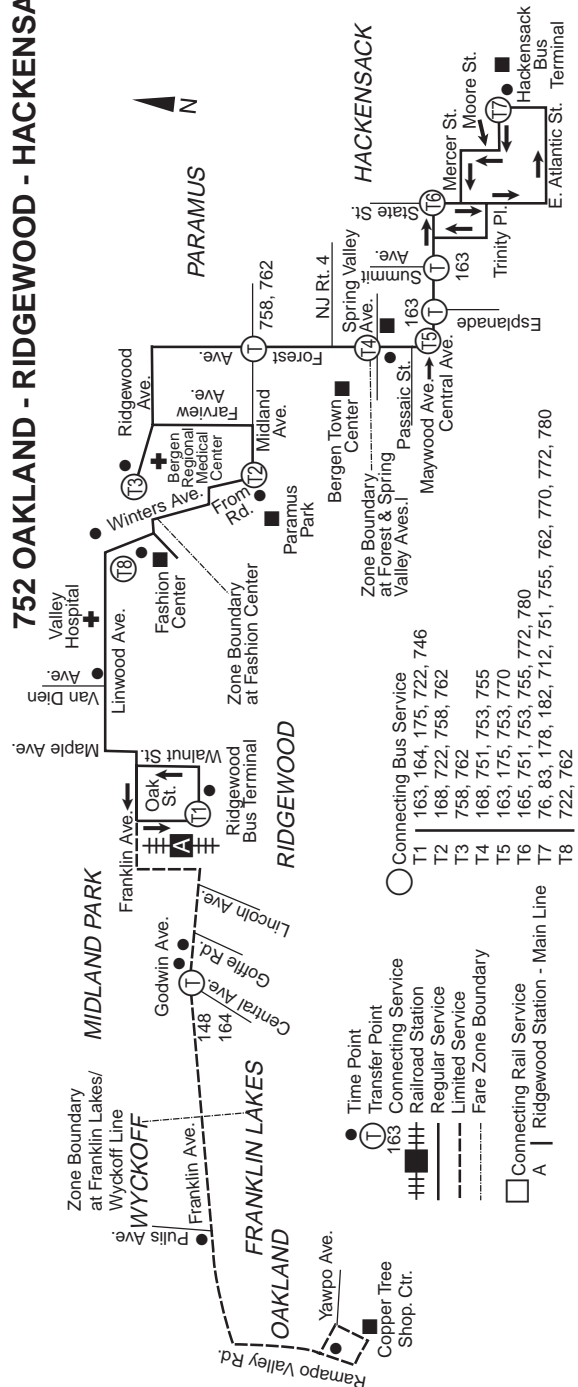 752 OAKLAND - RIDGEWOOD - HACKENSA
N
PARAMUS
HACKENSACK
MIDLAND PARK
RIDGEWOOD
WYCKOFF
FRANKLIN LAKES
OAKLAND
Zone Boundary
at Franklin Lakes/
Wyckoff Line
Pulis Ave.
Franklin Ave.
Ramapo Valley Rd.
Yawpo Ave.
Copper Tree
Shop. Ctr.
Godwin Ave.
T
148
164
Central Ave.
Goffle Rd.
Lincoln Ave.
Franklin Ave.
A
Oak
St.
T1
Ridgewood
Bus Terminal
Walnut St.
Maple Ave.
Linwood Ave.
Van Dien
Ave.
Valley
Hospital
T8
Fashion
Center
Zone Boundary
at Fashion Center
Winters Ave.
From
Rd.
T2
Paramus
Park
T3
Bergen
Regional
Medical
Center
Ridgewood
Ave.
Farview
Ave.
Midland
Ave.
T
758, 762
Forest
Ave.
NJ Rt. 4
Spring Valley
Ave.
T4
Bergen Town
Center
Zone Boundary
at Forest & Spring
Valley Aves.l
Passaic St.
Maywood Ave.
Central Ave.
T5
T
163
Esplanade
T
163
Summit
Ave.
T6
State St.
Trinity Pl.
Mercer St.
Moore St.
T7
Hackensack
Bus
Terminal
E. Atlantic St.
Time Point
T Transfer Point
163 Connecting Service
Railroad Station
Regular Service
Limited Service
Fare Zone Boundary
Connecting Rail Service
A Ridgewood Station - Main Line
Connecting Bus Service
T1 163, 164, 175, 722, 746
T2 168, 722, 758, 762
T3 758, 762
T4 168, 751, 753, 755
T5 163, 175, 753, 770
T6 165, 751, 753, 755, 772, 780
T7 76, 83, 178, 182, 712, 751, 755, 762, 770, 772, 780
T8 722, 762